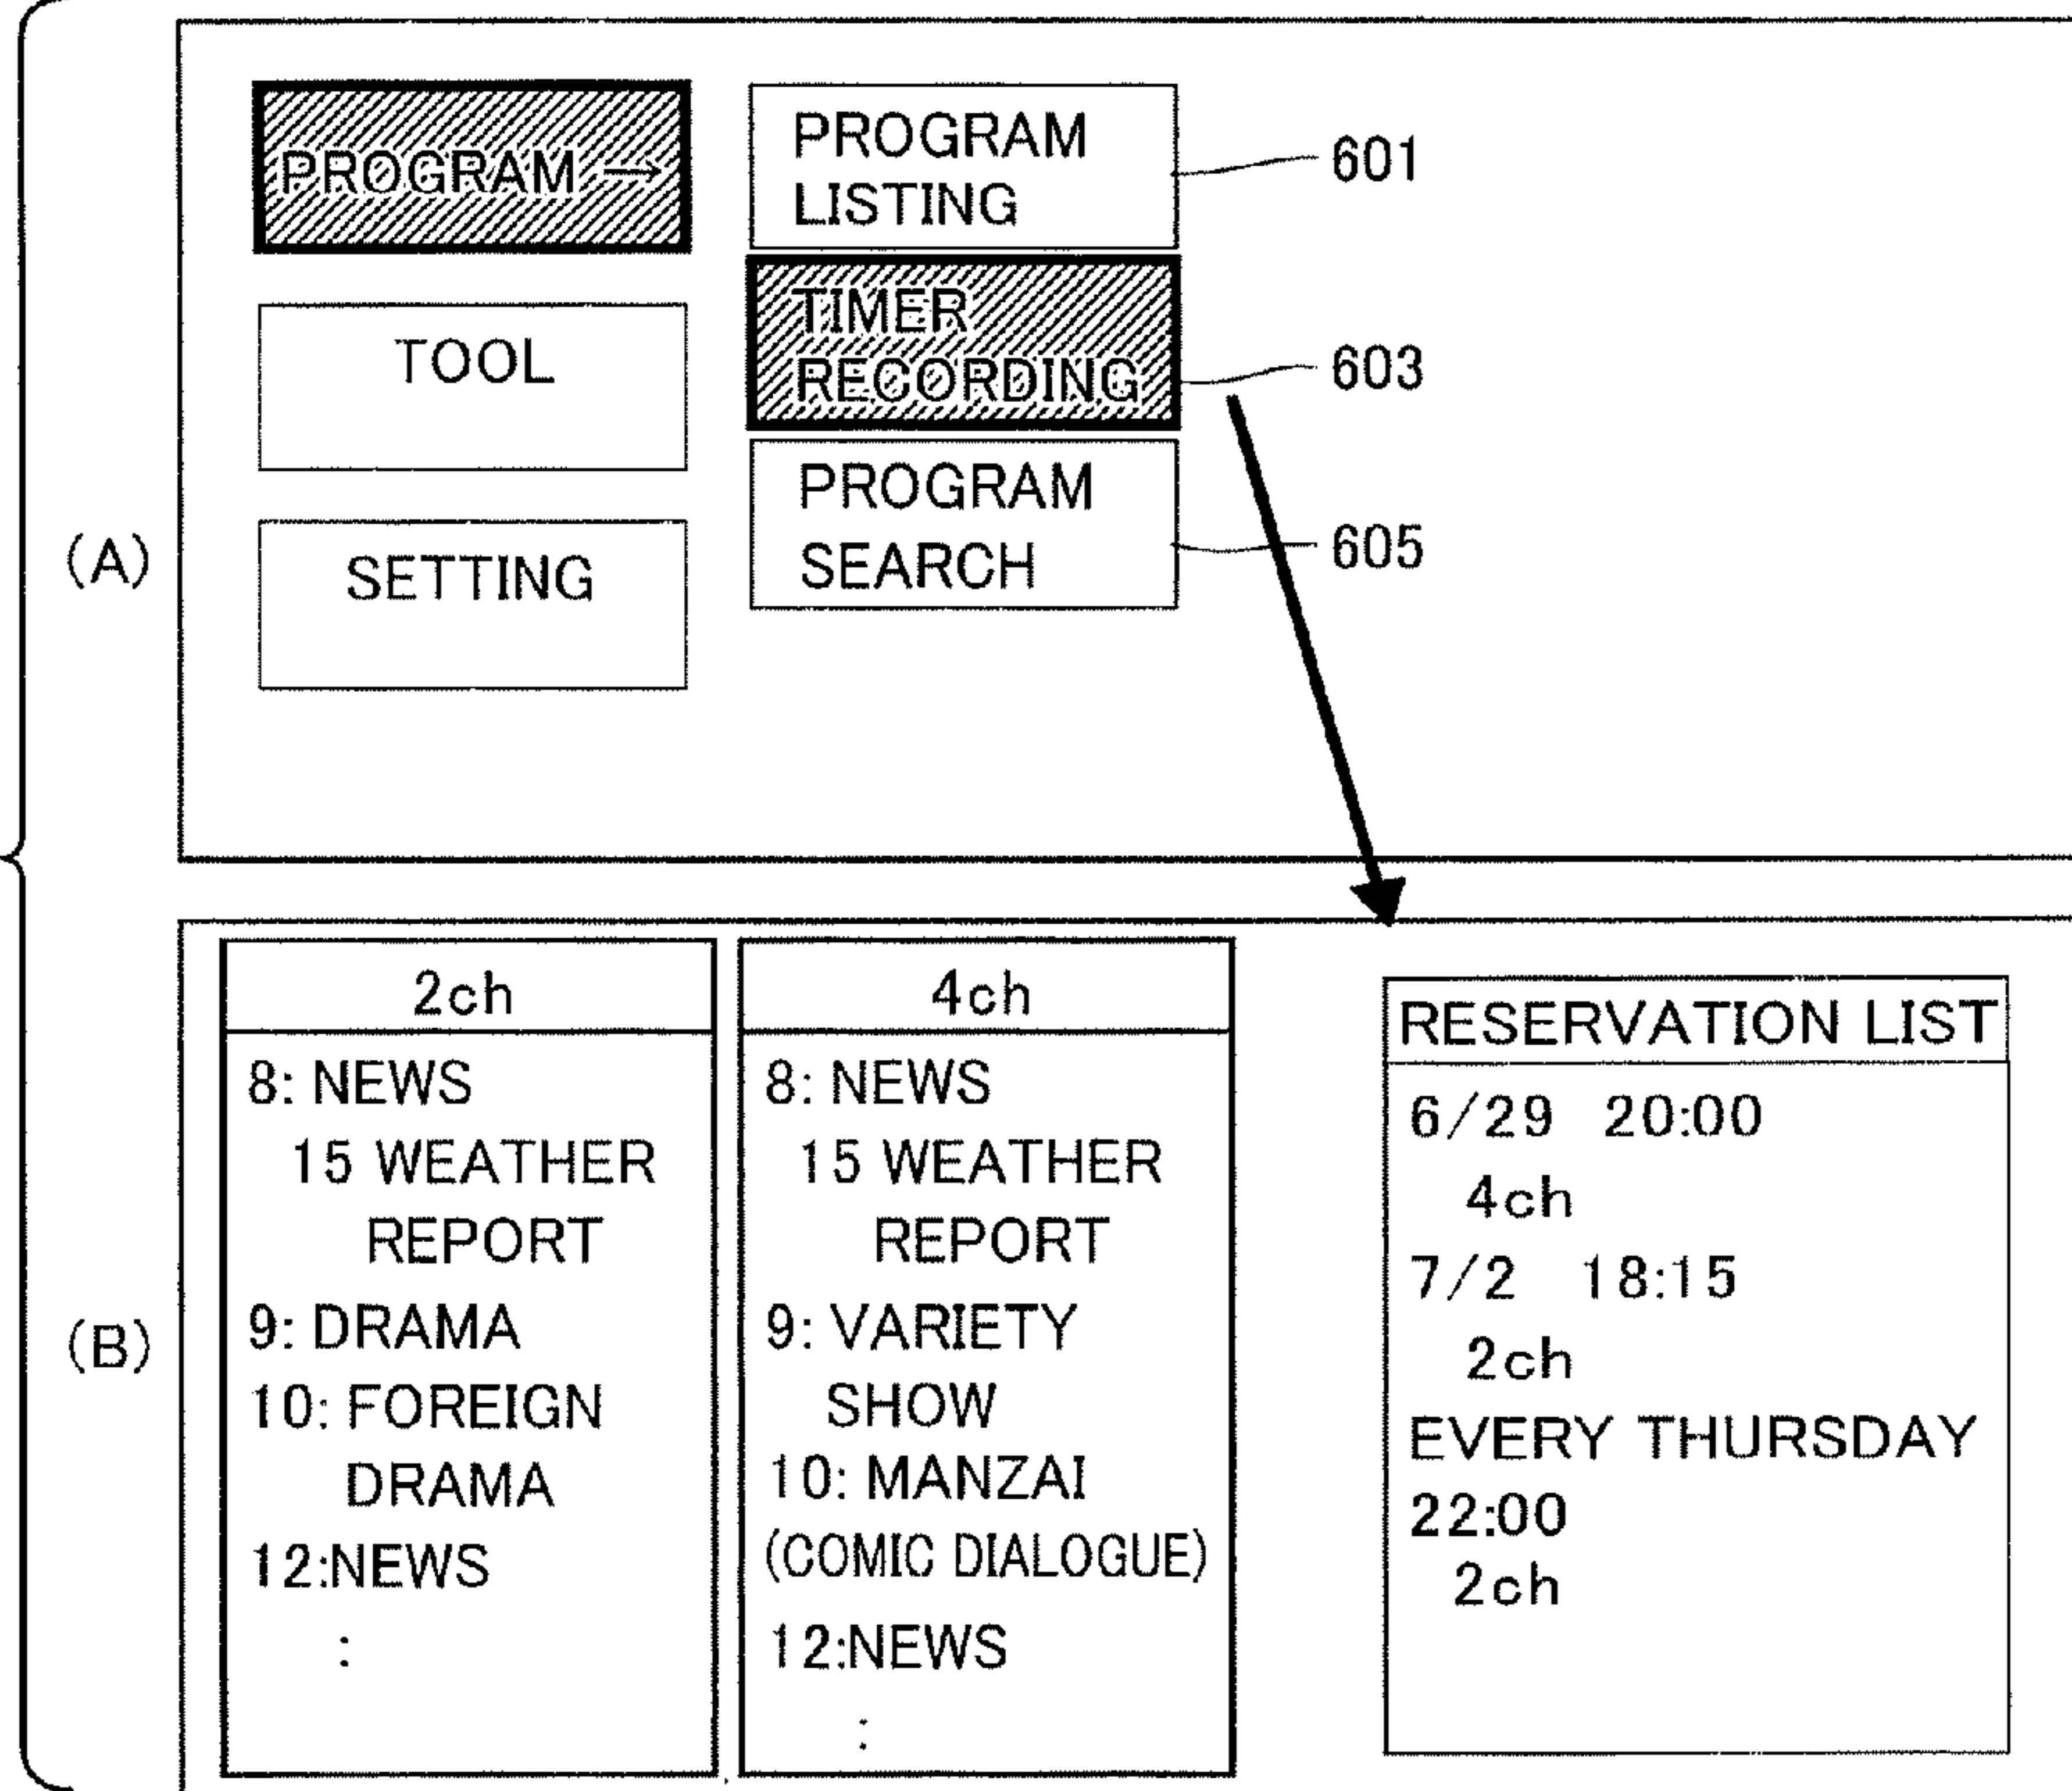 (A)
PROGRAM →
TOOL
SETTING
PROGRAM
LISTING
601
TIMER
RECORDING
603
PROGRAM
SEARCH
605
(B)
2ch
8: NEWS
15 WEATHER
REPORT
9: DRAMA
10: FOREIGN
DRAMA
12:NEWS
:
4ch
8: NEWS
15 WEATHER
REPORT
9: VARIETY
SHOW
10: MANZAI
(COMIC DIALOGUE)
12:NEWS
:
RESERVATION LIST
6/29 20:00
4ch
7/2 18:15
2ch
EVERY THURSDAY
22:00
2ch